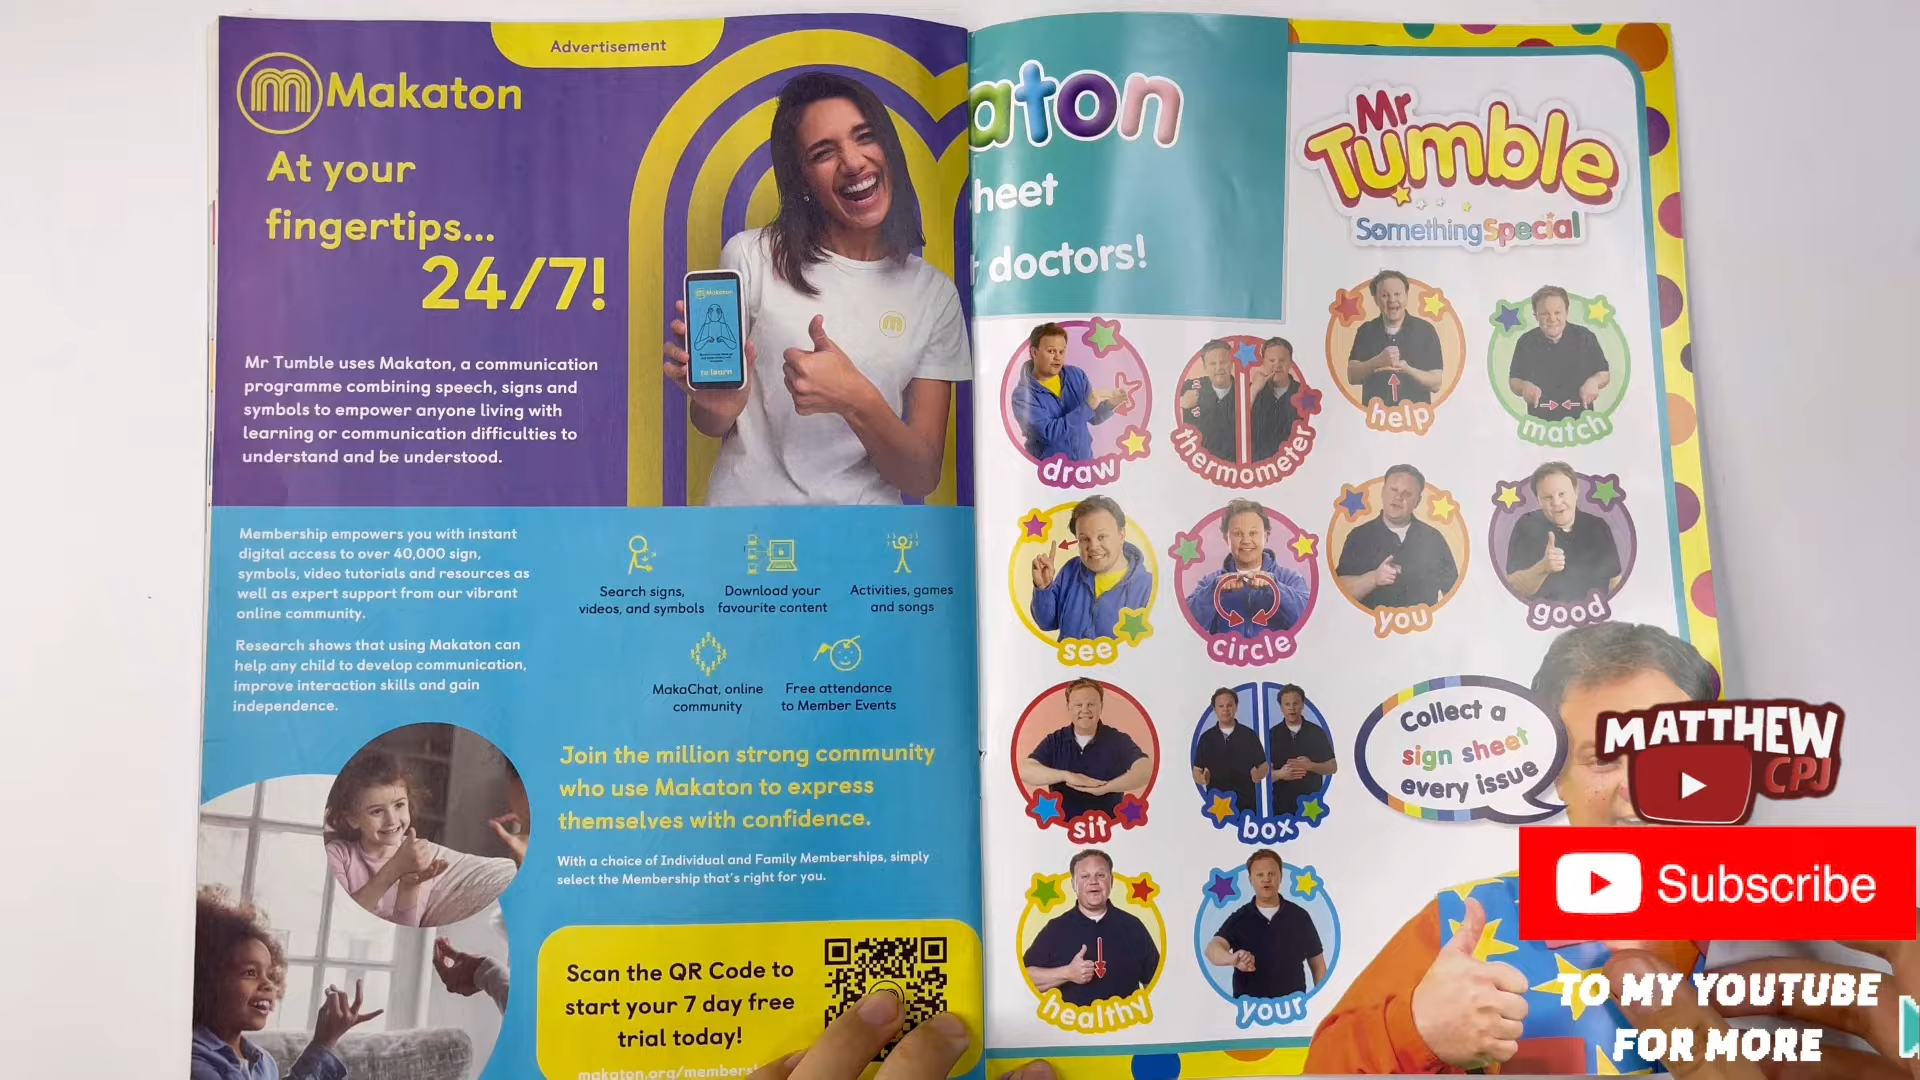 Advertisement
Makaton
At your
fingertips...
24/7!
Makaton
to learn
Mr Tumble uses Makaton, a communication
programme combining speech, signs and
symbols to empower anyone living with
learning or communication difficulties to
understand and be understood.
Membership empowers you with instant
digital access to over 40,000 sign,
symbols, video tutorials and resources as
well as expert support from our vibrant
online community.
Research shows that using Makaton can
help any child to develop communication,
improve interaction skills and gain
independence.
Search signs,
videos, and symbols
Download your
favourite content
Activities, games
and songs
MakaChat, online
community
Free attendance
to Member Events
Join the million strong community
who use Makaton to express
themselves with confidence.
With a choice of Individual and Family Memberships, simply
select the Membership that's right for you.
Scan the QR Code to
start your 7 day free
trial today!
aton
heet
doctors!
Mr
Tumble
SomethingSpecial
draw
thermometer
help
match
see
circle
you
good
sit
box
Collect a
sign sheet
every issue
healthy
your
MATTHEW
CPJ
Subscribe
TO MY YOUTUBE
FOR MORE